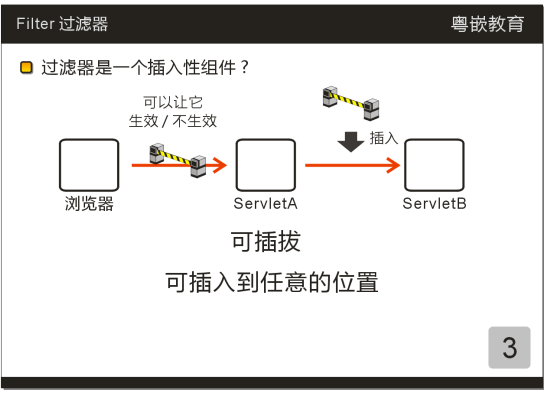 Filter 过滤器
粤嵌教育
过滤器是一个插入性组件？
可以让它
生效 / 不生效
插入
浏览器
ServletA
ServletB
可插拔
可插入到任意的位置
3